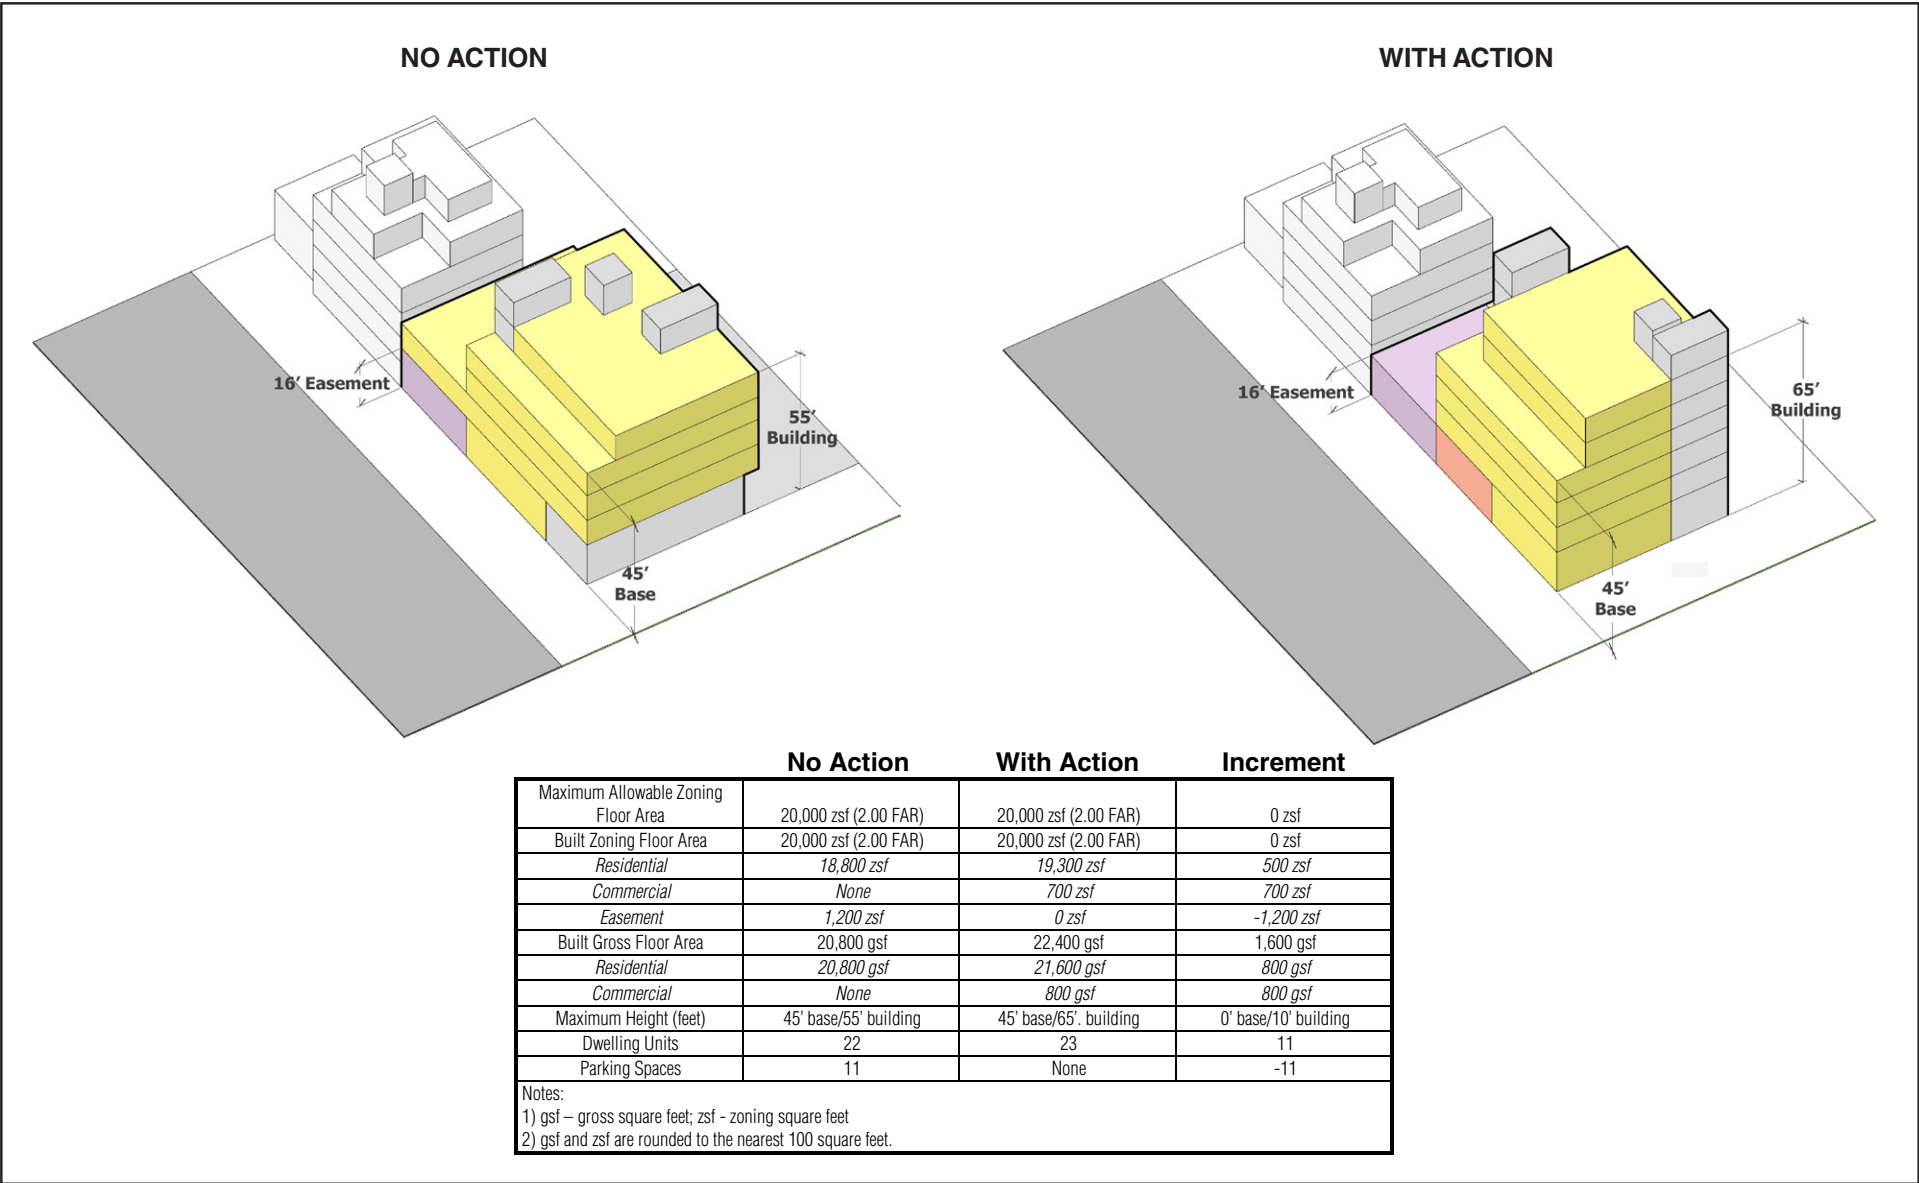 NO ACTION
WITH ACTION
16′ Easement
55′
Building
45′
Base
16′ Easement
65′
Building
45′
Base
No Action With Action Increment
Maximum Allowable Zoning
Floor Area 20,000 zsf (2.00 FAR) 20,000 zsf (2.00 FAR) 0 zsf
Built Zoning Floor Area 20,000 zsf (2.00 FAR) 20,000 zsf (2.00 FAR) 0 zsf
Residential 18,800 zsf 19,300 zsf 500 zsf
Commercial None 700 zsf 700 zsf
Easement 1,200 zsf 0 zsf -1,200 zsf
Built Gross Floor Area 20,800 gsf 22,400 gsf 1,600 gsf
Residential 20,800 gsf 21,600 gsf 800 gsf
Commercial None 800 gsf 800 gsf
Maximum Height (feet) 45’ base/55’ building 45’ base/65’. building 0’ base/10’ building
Dwelling Units 22 23 11
Parking Spaces 11 None -11
Notes:
1) gsf – gross square feet; zsf - zoning square feet
2) gsf and zsf are rounded to the nearest 100 square feet.